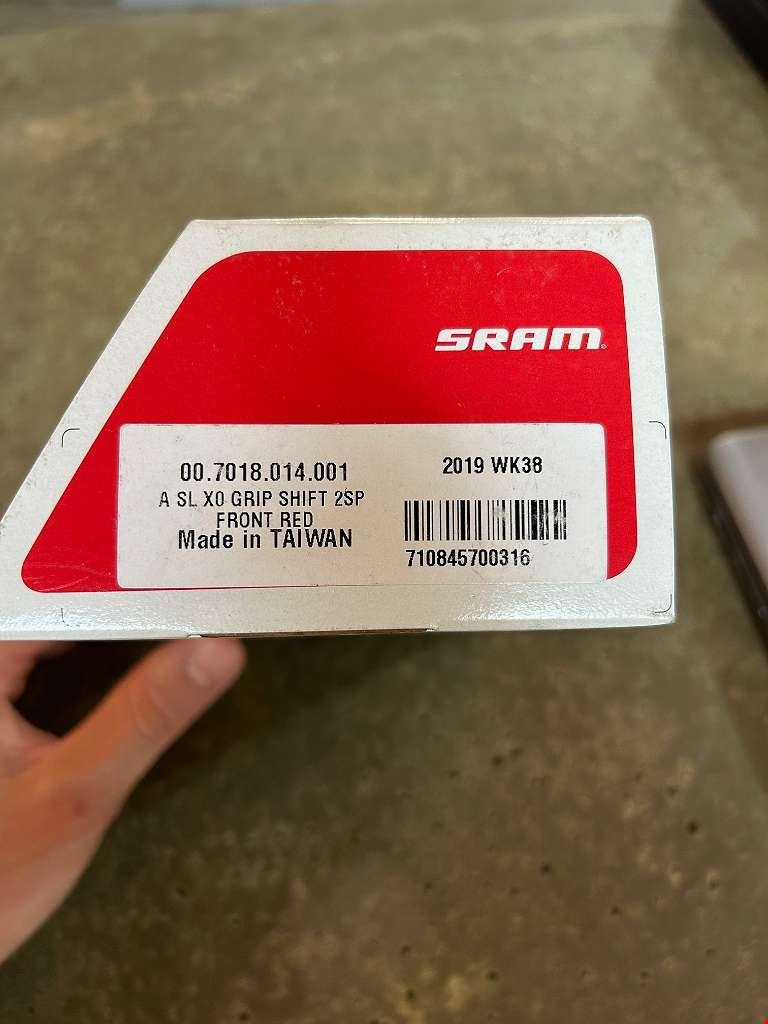 SRAM
00.7018.014.001
A SL X0 GRIP SHIFT 2SP
FRONT RED
Made in TAIWAN
2019 WK38
710845700316